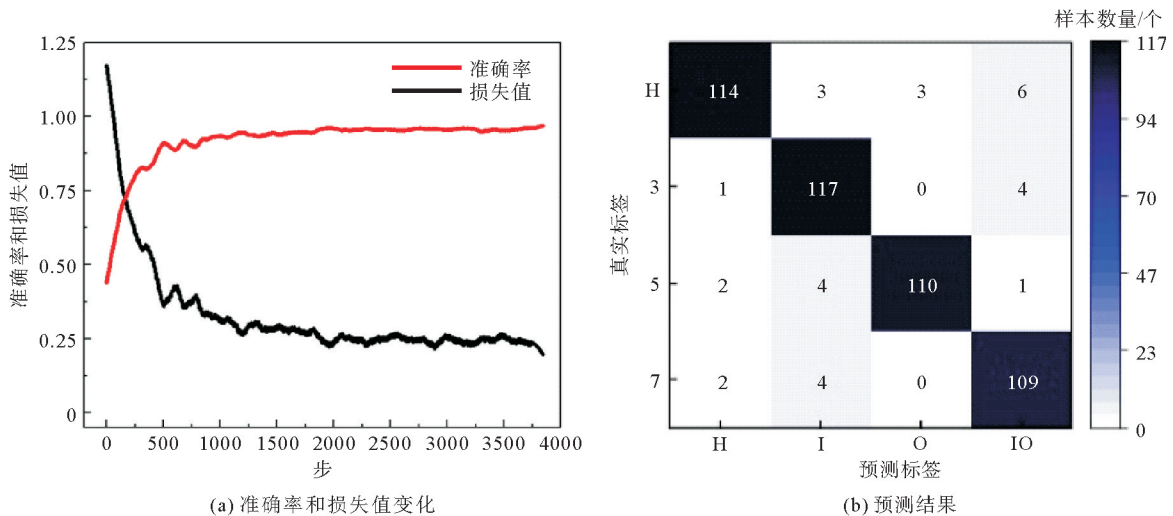 1.25
1.00
0.75
0.50
0.25
0
准确率和损失值
准确率
损失值
0 500 1000 1500 2000 2500 3000 3500 4000
步
(a) 准确率和损失值变化
样本数量/个
真实标签
H 114 3 3 6
3 1 117 0 4
5 2 4 110 1
7 2 4 0 109
H I O IO
预测标签
117
94
70
47
23
0
(b) 预测结果